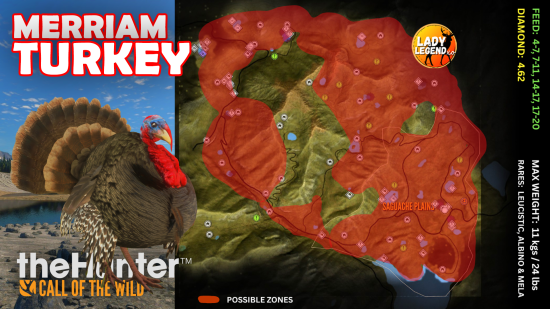 MERRIAM
TURKEY
theHunter™
CALL OF THE WILD
LADY
LEGEND
SAGUACHE PLAINS
POSSIBLE ZONES
FEED: 4-7, 7-11, 14-17, 17-20
DIAMOND: 4.62
MAX WEIGHT: 11 kgs / 24 lbs
RARES: LEUCISTIC, ALBINO & MELA